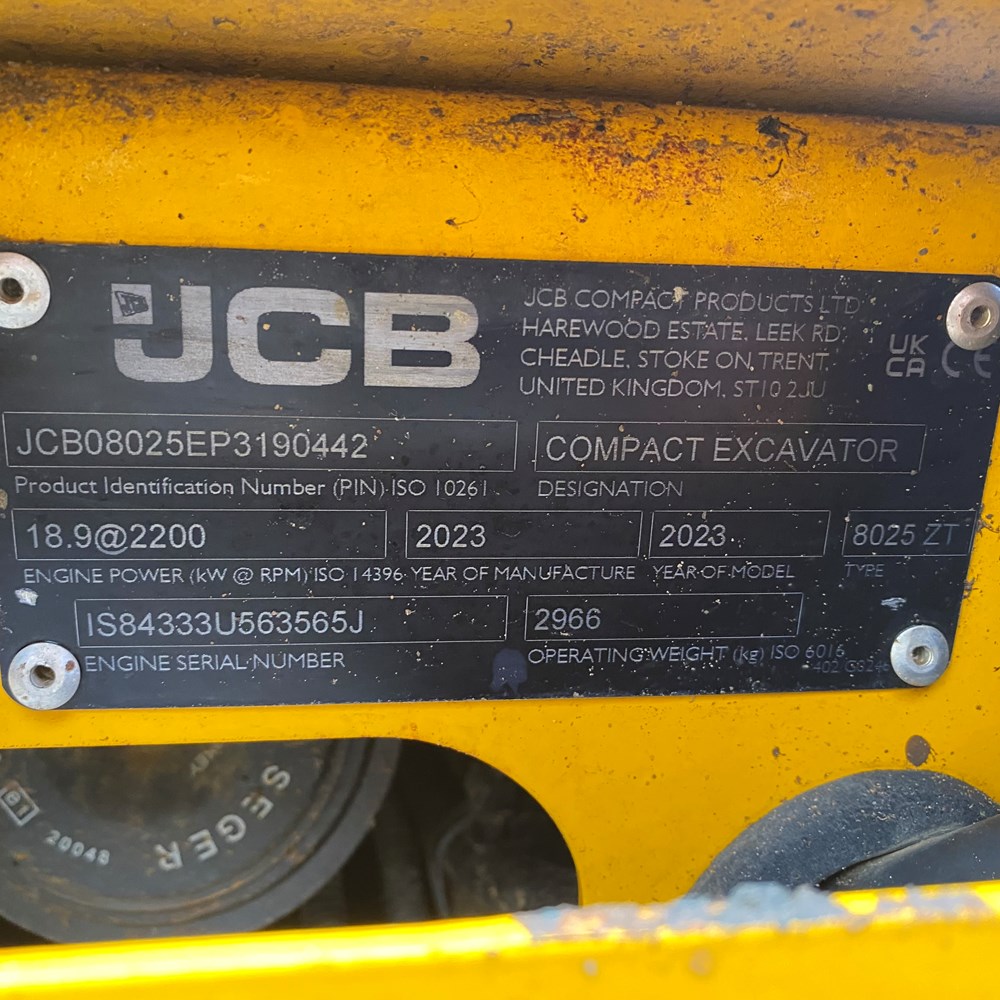 JCB
JCB COMPACT PRODUCTS LTD
HAREWOOD ESTATE, LEEK RD,
CHEADLE, STOKE ON TRENT,
UNITED KINGDOM, ST10 2JU
UK
CA CE
JCB08025EP3190442
COMPACT EXCAVATOR
Product Identification Number (PIN) ISO 10261
DESIGNATION
18.9@2200
2023
2023
8025 ZT
ENGINE POWER (kW @ RPM) ISO 14396
YEAR OF MANUFACTURE
YEAR OF MODEL
TYPE
IS84333U563565J
2966
ENGINE SERIAL NUMBER
OPERATING WEIGHT (kg) ISO 6016
SEGER
e1
20048